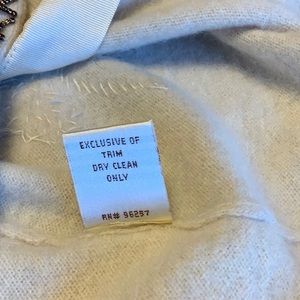 EXCLUSIVE OF
TRIM
DRY CLEAN
ONLY
RN# 96257